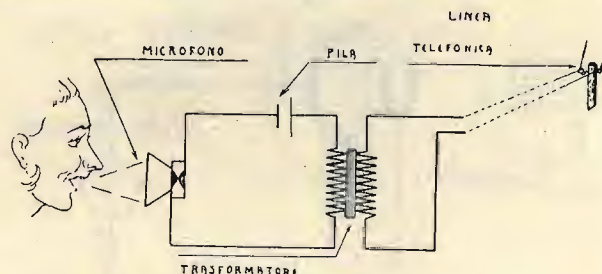 LINEA
MICROFONO
PILA
TELEFONICA
TRASFORMATORE